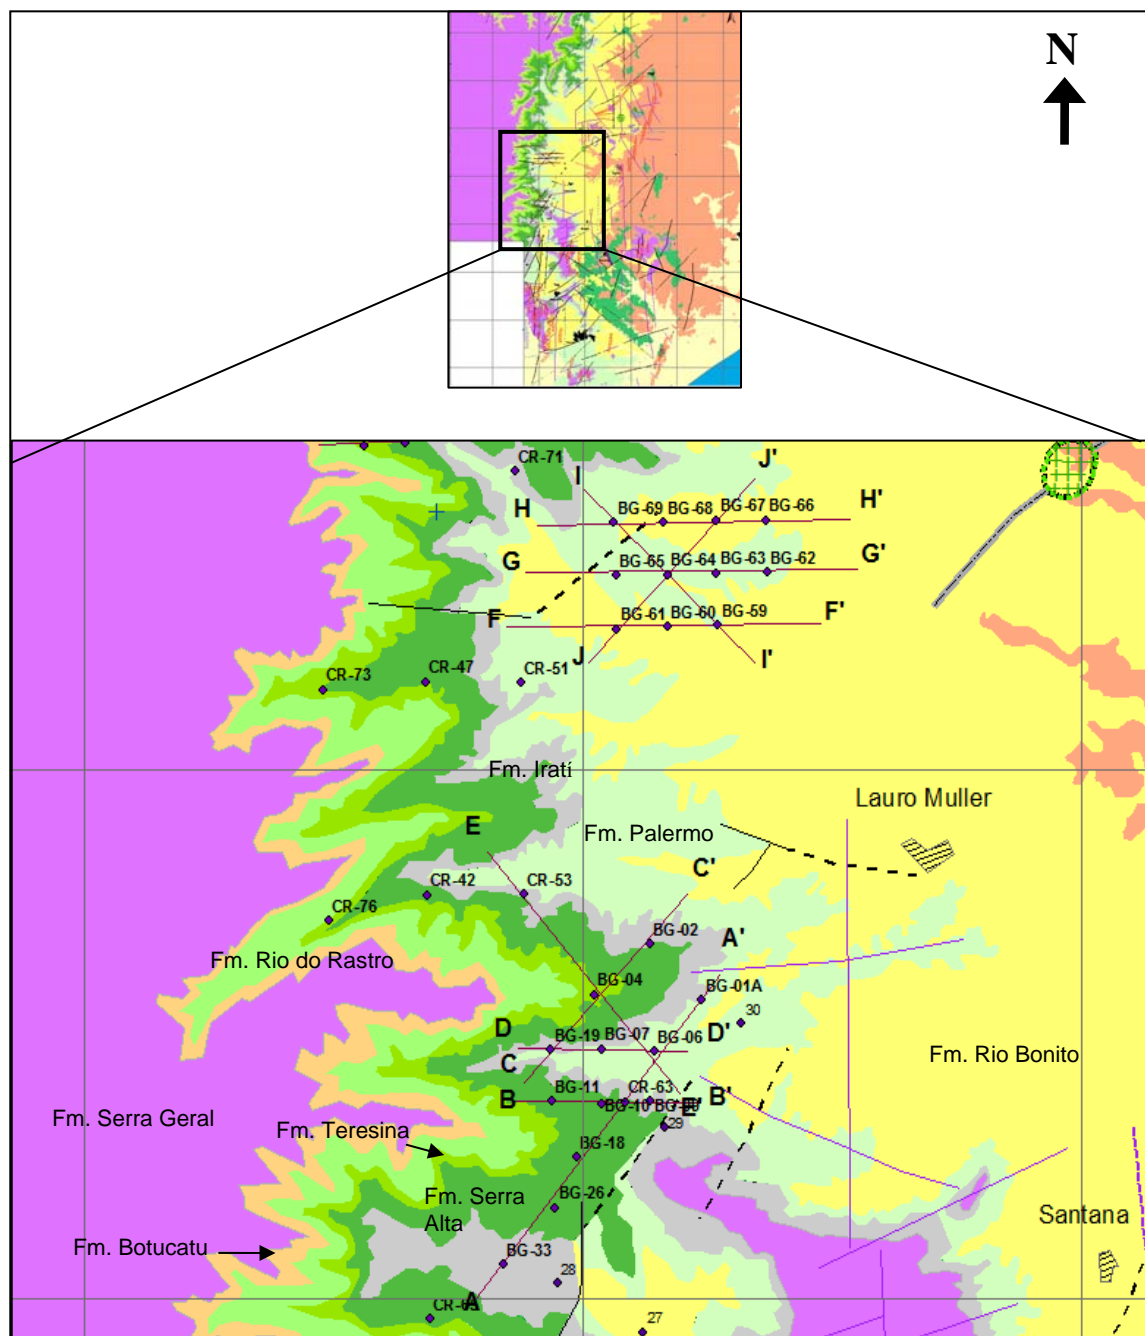 N
CR-71
I
J'
H
BG-69
BG-68
BG-67
BG-66
H'
G
BG-65
BG-64
BG-63
BG-62
G'
F
BG-61
BG-60
BG-59
F'
J
I'
CR-73
CR-47
CR-51
Fm. Iratí
Lauro Muller
E
Fm. Palermo
C'
CR-42
CR-53
CR-76
BG-02
A'
Fm. Rio do Rastro
BG-04
BG-01A
30
D
BG-19
BG-07
BG-06
D'
C
Fm. Rio Bonito
B
BG-11
CR-63
B'
BG-10
E'
29
Fm. Serra Geral
Fm. Teresina
BG-18
Fm. Serra
Alta
BG-26
Santana
Fm. Botucatu
BG-33
28
A
27